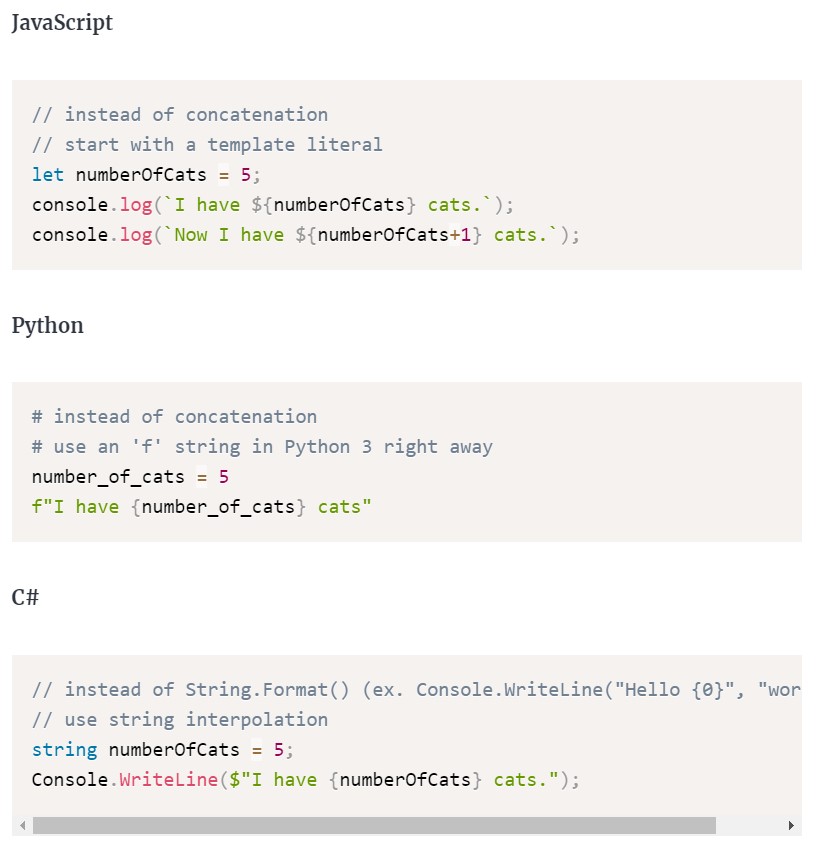 JavaScript
// instead of concatenation
// start with a template literal
let numberOfCats = 5;
console.log(`I have ${numberOfCats} cats.`);
console.log(`Now I have ${numberOfCats+1} cats.`);
Python
# instead of concatenation
# use an 'f' string in Python 3 right away
number_of_cats = 5
f"I have {number_of_cats} cats"
C#
// instead of String.Format() (ex. Console.WriteLine("Hello {0}", "wor
// use string interpolation
string numberOfCats = 5;
Console.WriteLine($"I have {numberOfCats} cats.");